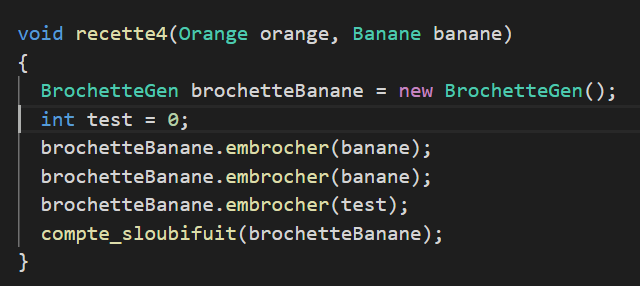 void recette4(Orange orange, Banane banane)
{
BrochetteGen brochetteBanane = new BrochetteGen();
int test = 0;
brochetteBanane.embrocher(banane);
brochetteBanane.embrocher(banane);
brochetteBanane.embrocher(test);
compte_sloubifuit(brochetteBanane);
}